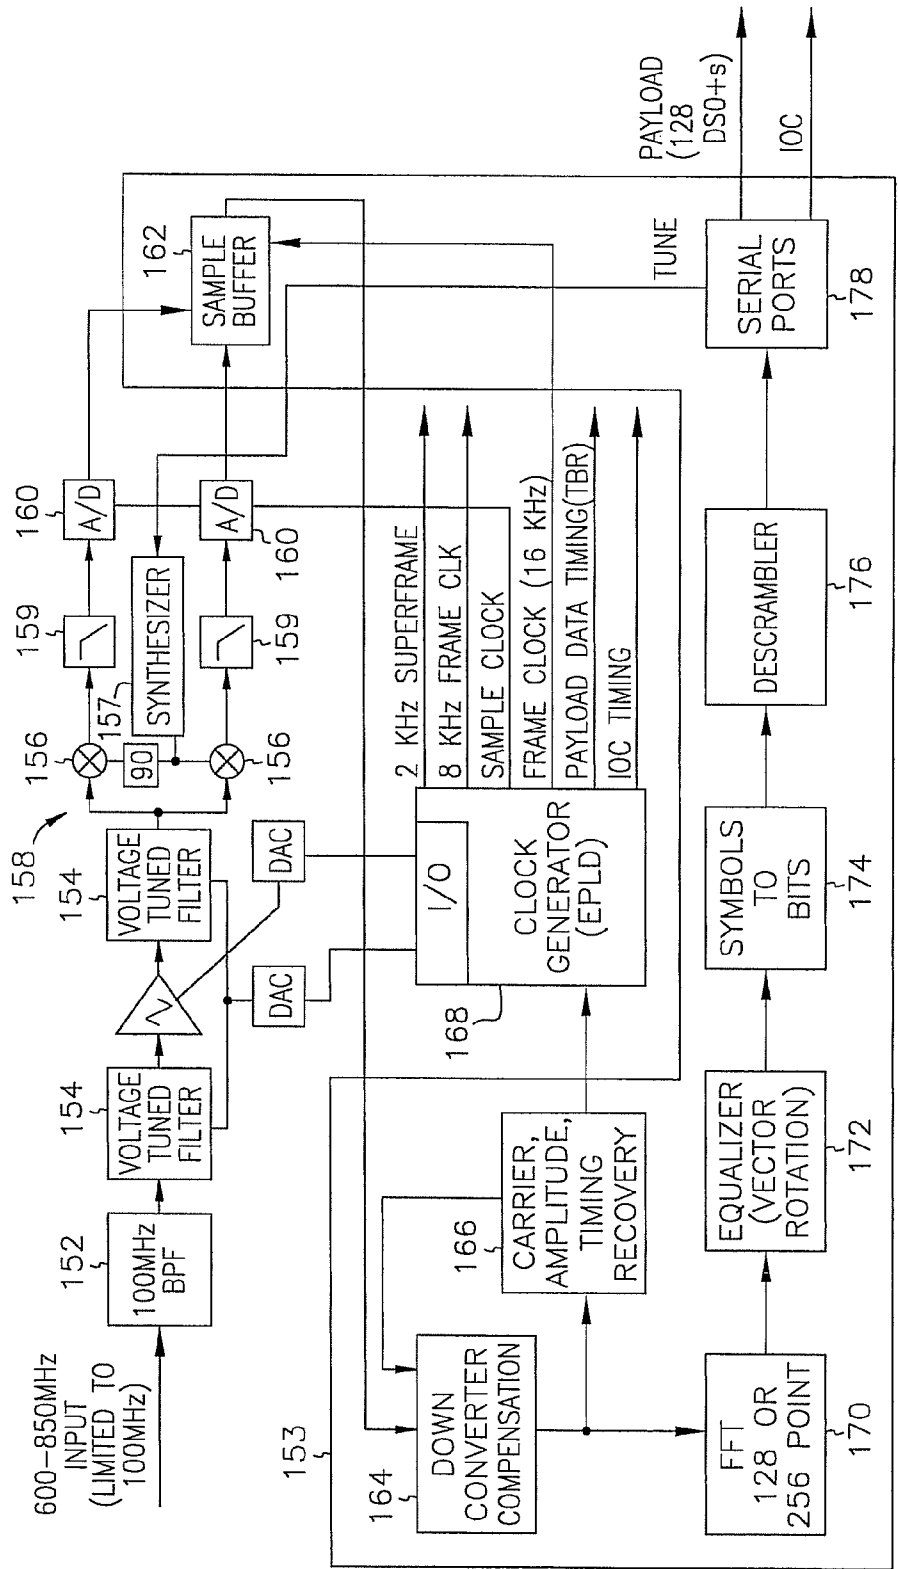 600-850MHz
INPUT
(LIMITED TO
100MHz)
152
100MHz
BPF
154
VOLTAGE
TUNED
FILTER
154
VOLTAGE
TUNED
FILTER
158
156
90
156
157
SYNTHESIZER
159
159
160
A/D
A/D
160
162
SAMPLE
BUFFER
DAC
DAC
I/O
CLOCK
GENERATOR
(EPLD)
168
2 KHz SUPERFRAME
8 KHz FRAME CLK
SAMPLE CLOCK
FRAME CLOCK (16 KHz)
PAYLOAD DATA TIMING(TBR)
IOC TIMING
TUNE
153
164
DOWN
CONVERTER
COMPENSATION
166
CARRIER,
AMPLITUDE,
TIMING
RECOVERY
FFT
128 OR
256 POINT
170
EQUALIZER
(VECTOR
ROTATION)
172
SYMBOLS
TO
BITS
174
DESCRAMBLER
176
SERIAL
PORTS
178
PAYLOAD
(128
DSO+s)
IOC